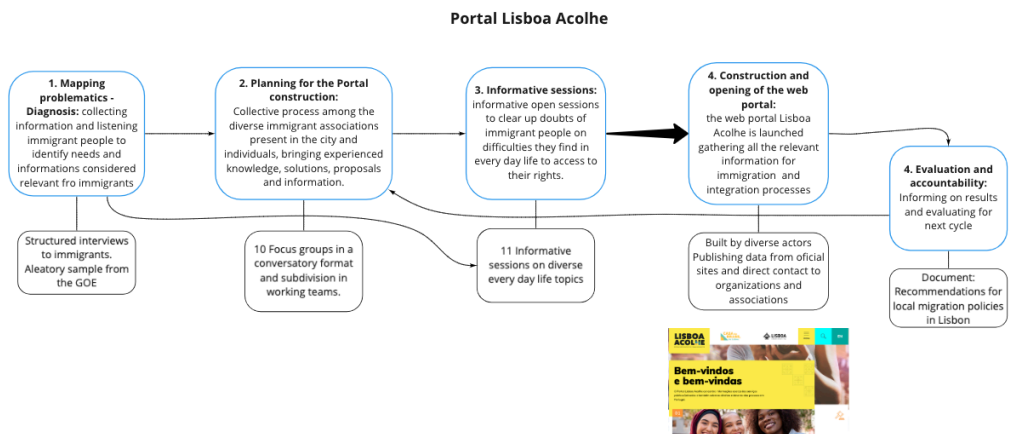 Portal Lisboa Acolhe
1. Mapping
problematics -
Diagnosis: collecting
information and listening
immigrant people to
identify needs and
informations considered
relevant fro immigrants
2. Planning for the Portal
construction:
Collective process among the
diverse immigrant associations
present in the city and
individuals, bringing experienced
knowledge, solutions, proposals
and information.
3. Informative sessions:
informative open sessions
to clear up doubts of
immigrant people on
difficulties they find in
every day life to access to
their rights.
4. Construction and
opening of the web
portal:
the web portal Lisboa
Acolhe is launched
gathering all the relevant
information for
immigration and
integration processes
4. Evaluation and
accountability:
Informing on results
and evaluating for
next cycle
Structured interviews
to immigrants.
Aleatory sample from
the GOE
10 Focus groups in a
conversatory format
and subdivision in
working teams.
11 Informative
sessions on diverse
every day life topics
Built by diverse actors
Publishing data from oficial
sites and direct contact to
organizations and
associations
Document:
Recommendations for
local migration policies
in Lisbon
LISBOA
ACOLHE
LISBOA
Bem-vindos
e bem-vindas